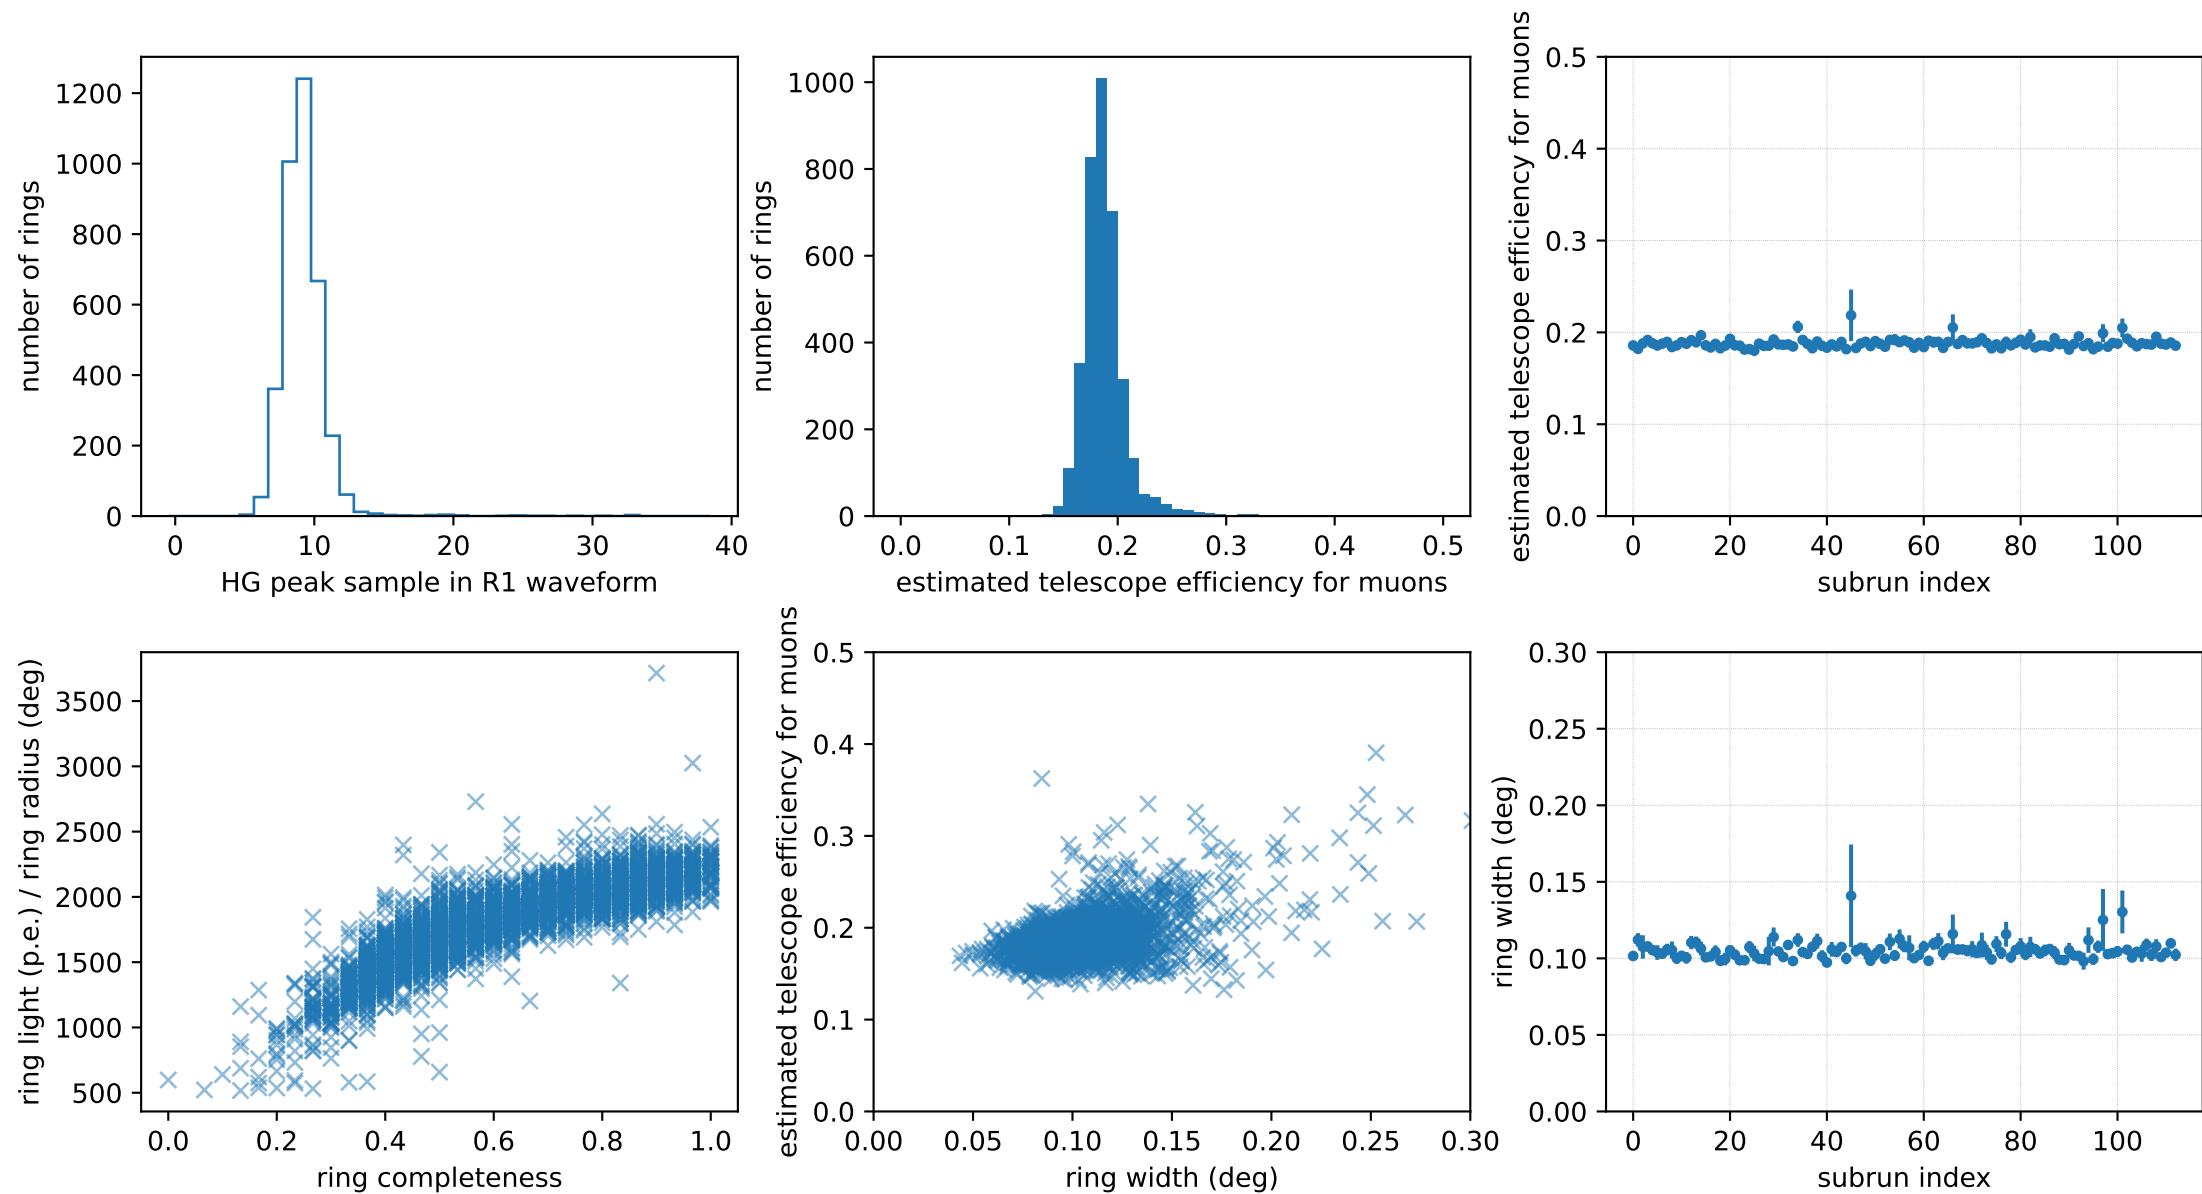 number of rings
1200
1000
800
600
400
200
0
0 10 20 30 40
HG peak sample in R1 waveform
number of rings
1000
800
600
400
200
0
0.0 0.1 0.2 0.3 0.4 0.5
estimated telescope efficiency for muons
estimated telescope efficiency for muons
0.5
0.4
0.3
0.2
0.1
0.0
0 20 40 60 80 100
subrun index
ring light (p.e.) / ring radius (deg)
3500
3000
2500
2000
1500
1000
500
0.0 0.2 0.4 0.6 0.8 1.0
ring completeness
estimated telescope efficiency for muons
0.5
0.4
0.3
0.2
0.1
0.0
0.00 0.05 0.10 0.15 0.20 0.25 0.30
ring width (deg)
ring width (deg)
0.30
0.25
0.20
0.15
0.10
0.05
0.00
0 20 40 60 80 100
subrun index